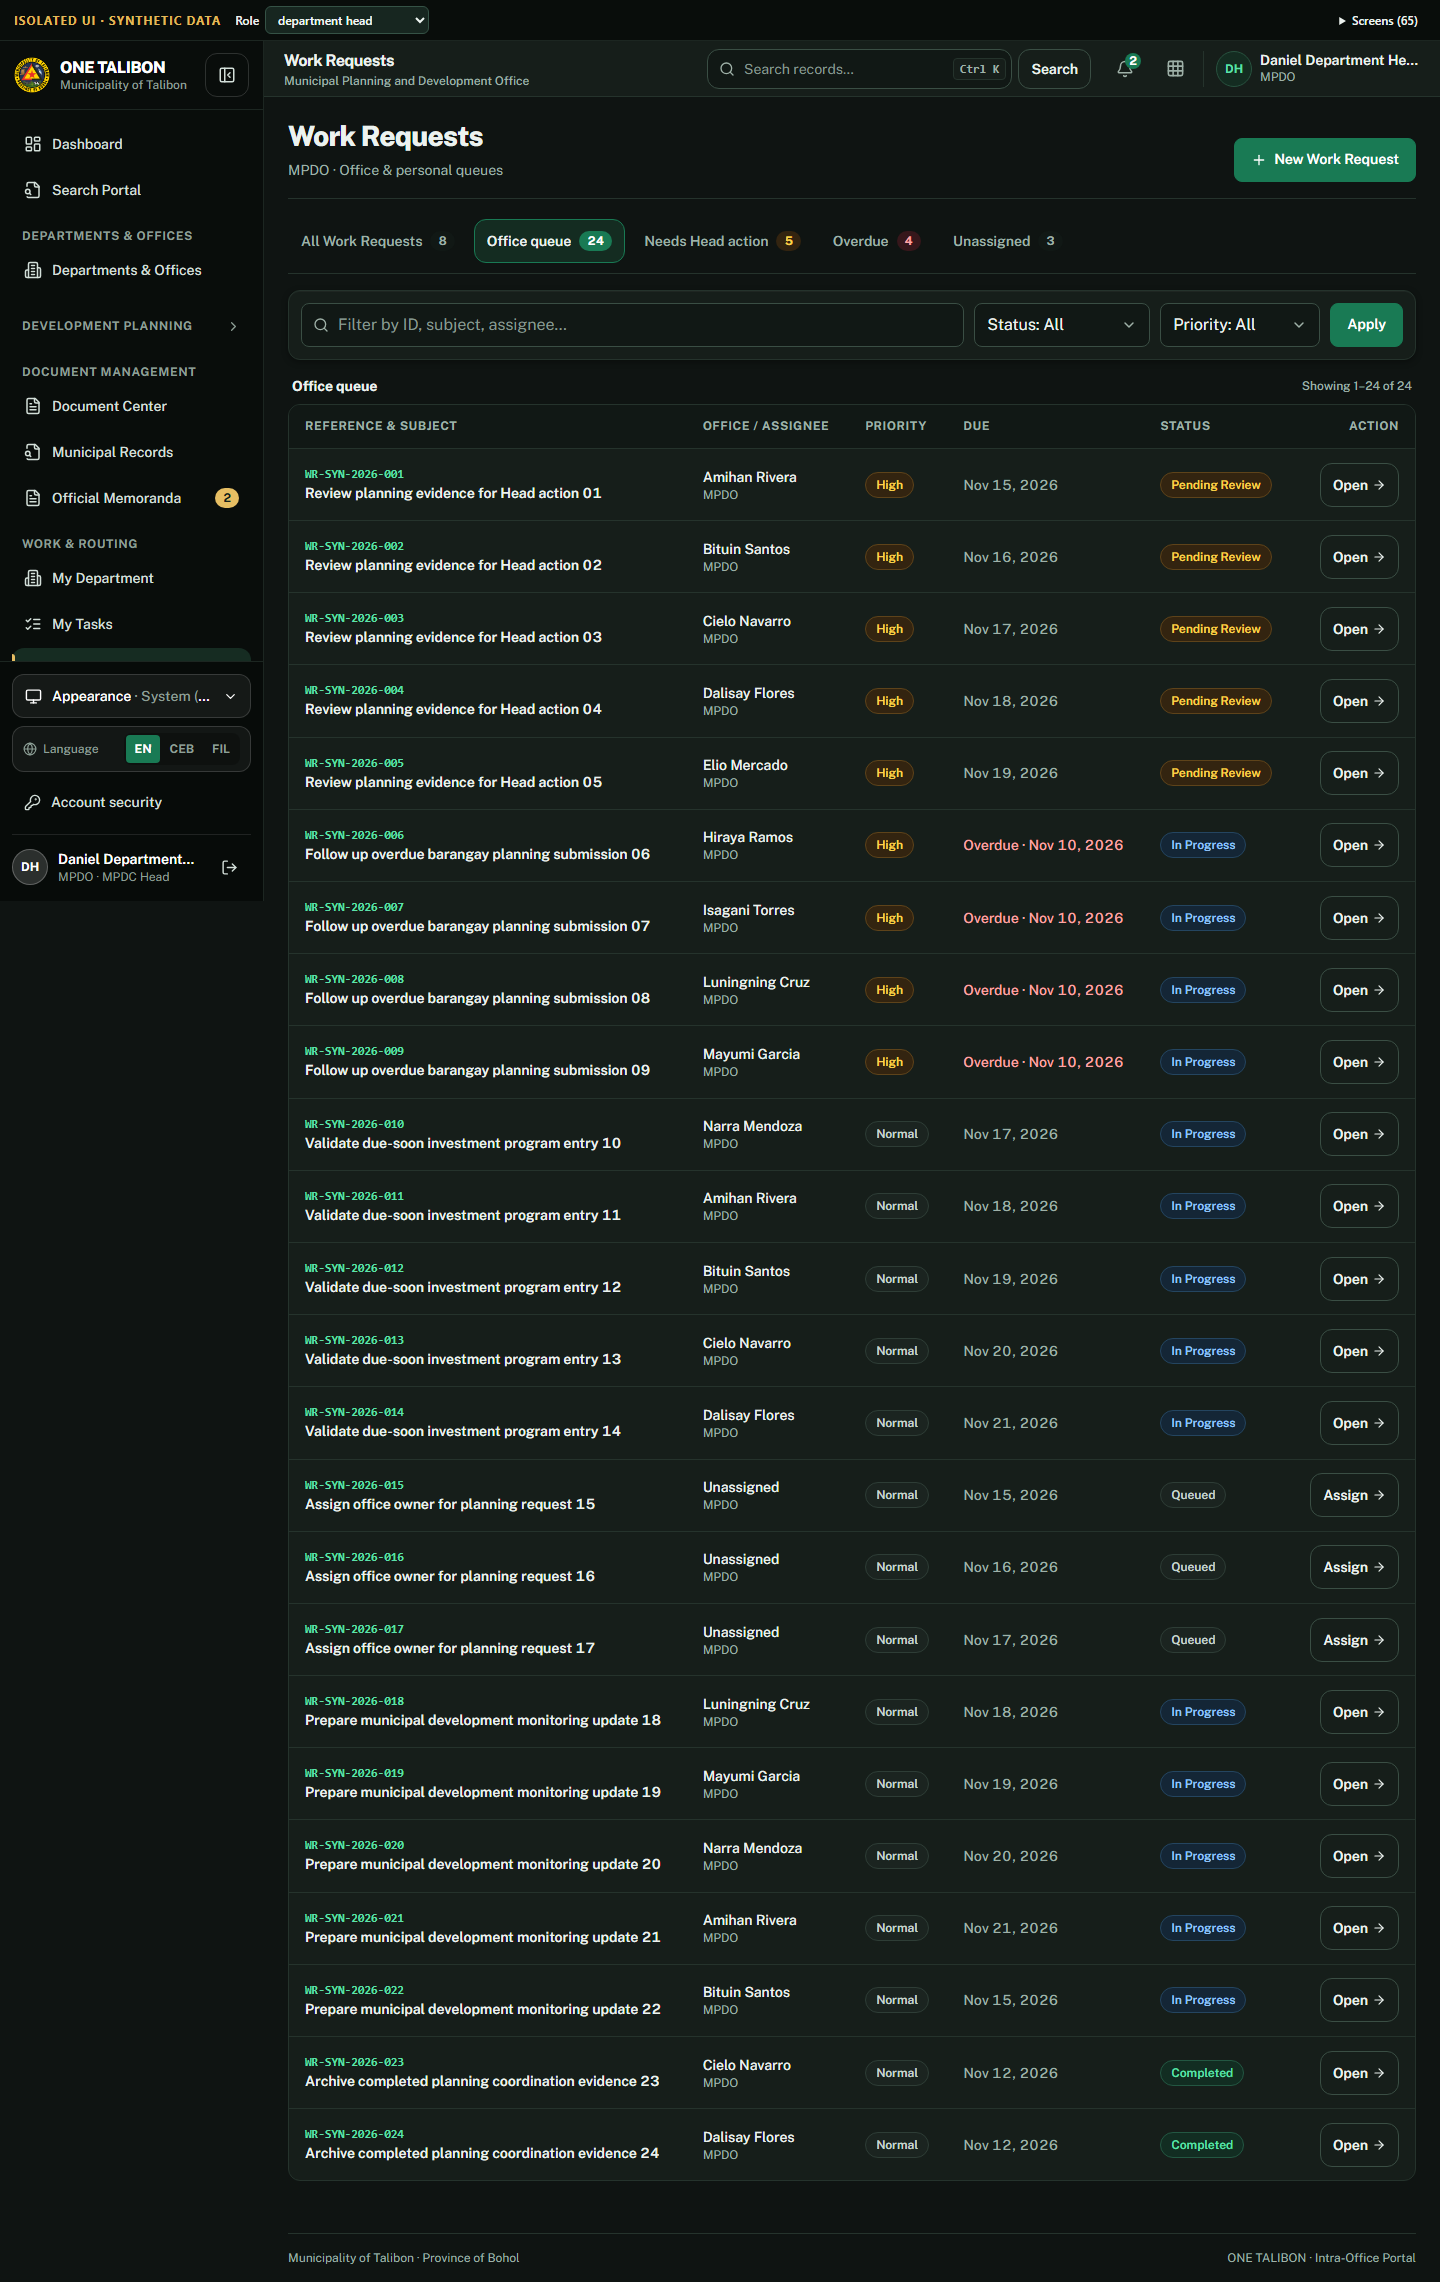 ISOLATED UI · SYNTHETIC DATA Role department head Screens (65)
ONE TALIBON
Municipality of Talibon
Work Requests
Municipal Planning and Development Office
Search records... Ctrl K Search 2 DH Daniel Department He...
MPDO
Dashboard
Search Portal
DEPARTMENTS & OFFICES
Departments & Offices
DEVELOPMENT PLANNING
DOCUMENT MANAGEMENT
Document Center
Municipal Records
Official Memoranda 2
WORK & ROUTING
My Department
My Tasks
Appearance · System (...
Language EN CEB FIL
Account security
DH Daniel Department...
MPDO · MPDC Head
Work Requests
MPDO · Office & personal queues
New Work Request
All Work Requests 8 Office queue 24 Needs Head action 5 Overdue 4 Unassigned 3
Filter by ID, subject, assignee... Status: All Priority: All Apply
Office queue Showing 1–24 of 24
REFERENCE & SUBJECT OFFICE / ASSIGNEE PRIORITY DUE STATUS ACTION
WR-SYN-2026-001
Review planning evidence for Head action 01 Amihan Rivera MPDO High Nov 15, 2026 Pending Review Open
WR-SYN-2026-002
Review planning evidence for Head action 02 Bituin Santos MPDO High Nov 16, 2026 Pending Review Open
WR-SYN-2026-003
Review planning evidence for Head action 03 Cielo Navarro MPDO High Nov 17, 2026 Pending Review Open
WR-SYN-2026-004
Review planning evidence for Head action 04 Dalisay Flores MPDO High Nov 18, 2026 Pending Review Open
WR-SYN-2026-005
Review planning evidence for Head action 05 Elio Mercado MPDO High Nov 19, 2026 Pending Review Open
WR-SYN-2026-006
Follow up overdue barangay planning submission 06 Hiraya Ramos MPDO High Overdue · Nov 10, 2026 In Progress Open
WR-SYN-2026-007
Follow up overdue barangay planning submission 07 Isagani Torres MPDO High Overdue · Nov 10, 2026 In Progress Open
WR-SYN-2026-008
Follow up overdue barangay planning submission 08 Luningning Cruz MPDO High Overdue · Nov 10, 2026 In Progress Open
WR-SYN-2026-009
Follow up overdue barangay planning submission 09 Mayumi Garcia MPDO High Overdue · Nov 10, 2026 In Progress Open
WR-SYN-2026-010
Validate due-soon investment program entry 10 Narra Mendoza MPDO Normal Nov 17, 2026 In Progress Open
WR-SYN-2026-011
Validate due-soon investment program entry 11 Amihan Rivera MPDO Normal Nov 18, 2026 In Progress Open
WR-SYN-2026-012
Validate due-soon investment program entry 12 Bituin Santos MPDO Normal Nov 19, 2026 In Progress Open
WR-SYN-2026-013
Validate due-soon investment program entry 13 Cielo Navarro MPDO Normal Nov 20, 2026 In Progress Open
WR-SYN-2026-014
Validate due-soon investment program entry 14 Dalisay Flores MPDO Normal Nov 21, 2026 In Progress Open
WR-SYN-2026-015
Assign office owner for planning request 15 Unassigned MPDO Normal Nov 15, 2026 Queued Assign
WR-SYN-2026-016
Assign office owner for planning request 16 Unassigned MPDO Normal Nov 16, 2026 Queued Assign
WR-SYN-2026-017
Assign office owner for planning request 17 Unassigned MPDO Normal Nov 17, 2026 Queued Assign
WR-SYN-2026-018
Prepare municipal development monitoring update 18 Luningning Cruz MPDO Normal Nov 18, 2026 In Progress Open
WR-SYN-2026-019
Prepare municipal development monitoring update 19 Mayumi Garcia MPDO Normal Nov 19, 2026 In Progress Open
WR-SYN-2026-020
Prepare municipal development monitoring update 20 Narra Mendoza MPDO Normal Nov 20, 2026 In Progress Open
WR-SYN-2026-021
Prepare municipal development monitoring update 21 Amihan Rivera MPDO Normal Nov 21, 2026 In Progress Open
WR-SYN-2026-022
Prepare municipal development monitoring update 22 Bituin Santos MPDO Normal Nov 15, 2026 In Progress Open
WR-SYN-2026-023
Archive completed planning coordination evidence 23 Cielo Navarro MPDO Normal Nov 12, 2026 Completed Open
WR-SYN-2026-024
Archive completed planning coordination evidence 24 Dalisay Flores MPDO Normal Nov 12, 2026 Completed Open
Municipality of Talibon · Province of Bohol ONE TALIBON · Intra-Office Portal